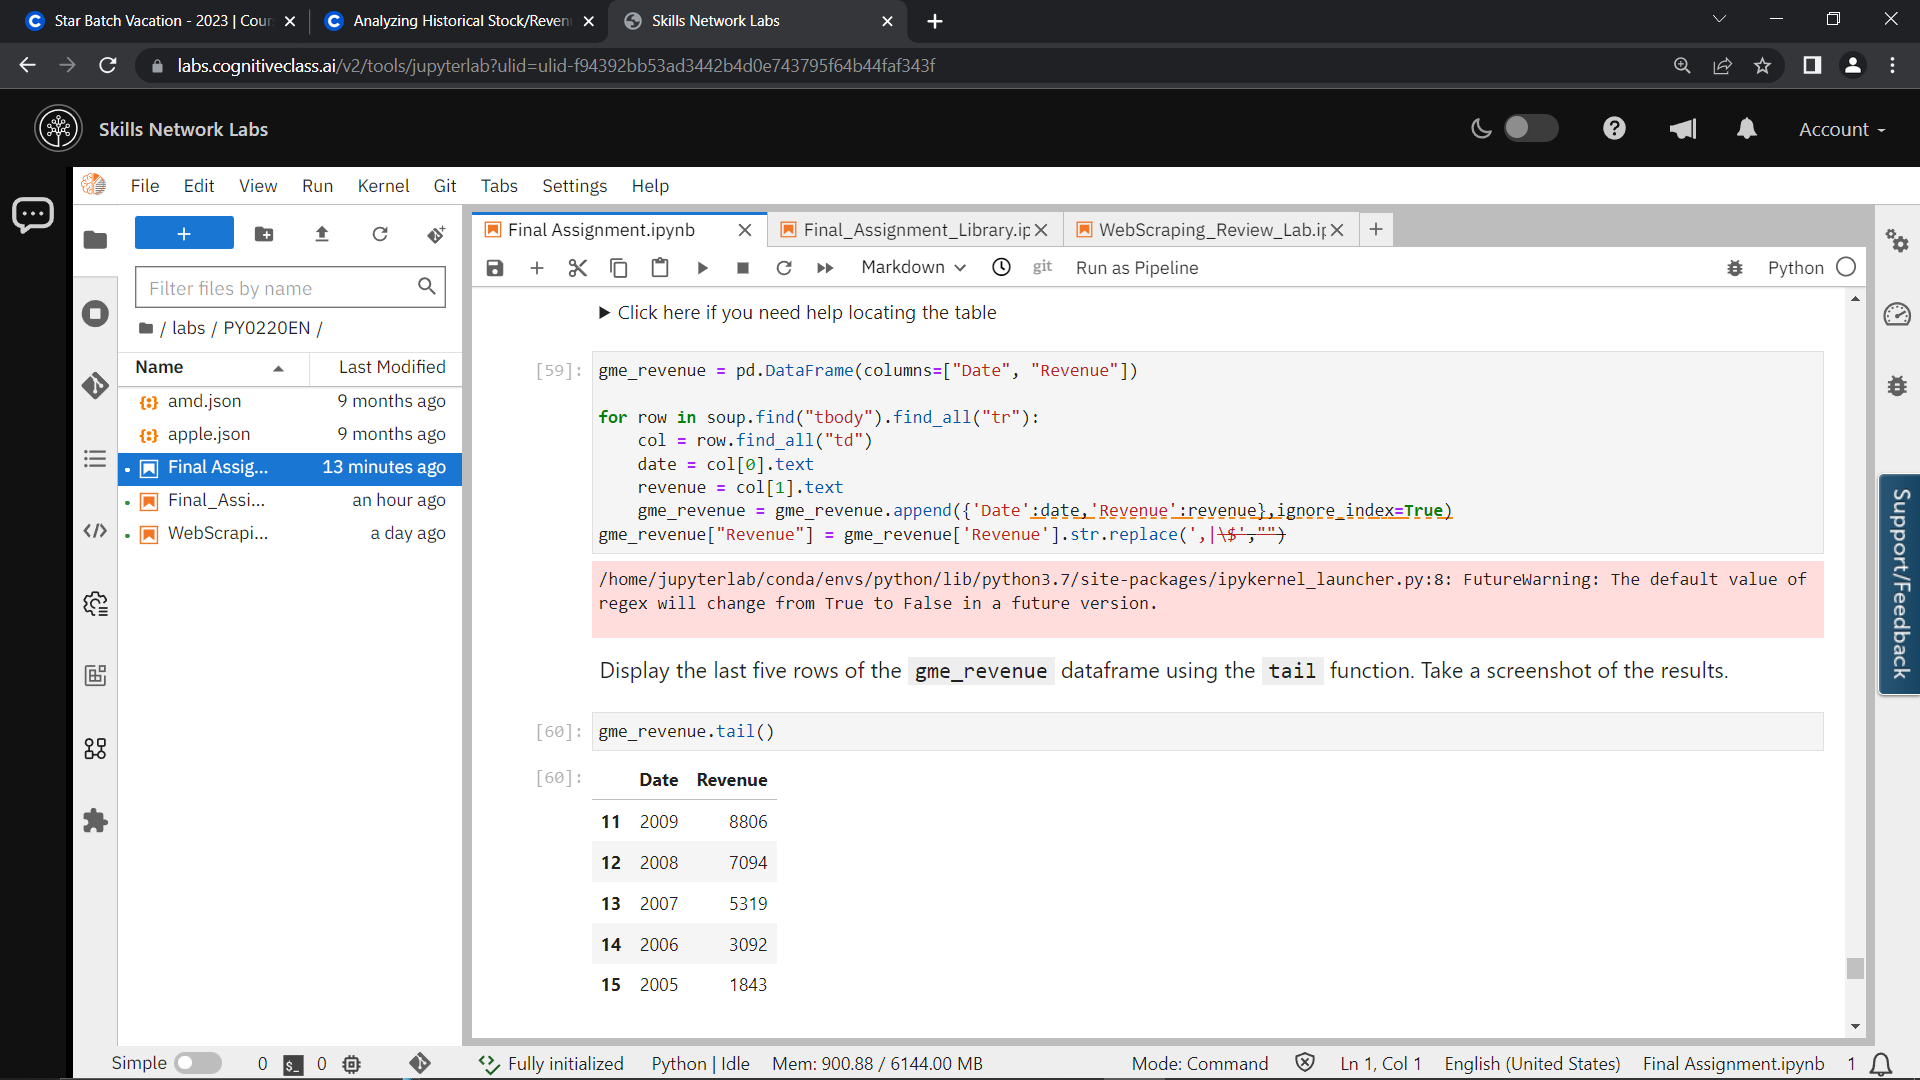 Star Batch Vacation - 2023 | Cour
Analyzing Historical Stock/Reven
Skills Network Labs
labs.cognitiveclass.ai/v2/tools/jupyterlab?ulid=ulid-f94392bb53ad3442b4d0e743795f64b44faf343f
Skills Network Labs
Account
File Edit View Run Kernel Git Tabs Settings Help
Filter files by name
/ labs / PY0220EN /
Name Last Modified
amd.json 9 months ago
apple.json 9 months ago
Final Assig... 13 minutes ago
Final_Assi... an hour ago
WebScrapi... a day ago
Final Assignment.ipynb
Final_Assignment_Library.ip
WebScraping_Review_Lab.ip
Markdown git Run as Pipeline Python
Click here if you need help locating the table
[59]: gme_revenue = pd.DataFrame(columns=["Date", "Revenue"])
for row in soup.find("tbody").find_all("tr"):
    col = row.find_all("td")
    date = col[0].text
    revenue = col[1].text
    gme_revenue = gme_revenue.append({'Date':date,'Revenue':revenue},ignore_index=True)
gme_revenue["Revenue"] = gme_revenue['Revenue'].str.replace(',|\$',"")
/home/jupyterlab/conda/envs/python/lib/python3.7/site-packages/ipykernel_launcher.py:8: FutureWarning: The default value of
regex will change from True to False in a future version.
Display the last five rows of the gme_revenue dataframe using the tail function. Take a screenshot of the results.
[60]: gme_revenue.tail()
[60]: Date Revenue
11 2009 8806
12 2008 7094
13 2007 5319
14 2006 3092
15 2005 1843
Support/Feedback
Simple 0 $_ 0 Fully initialized Python | Idle Mem: 900.88 / 6144.00 MB Mode: Command Ln 1, Col 1 English (United States) Final Assignment.ipynb 1